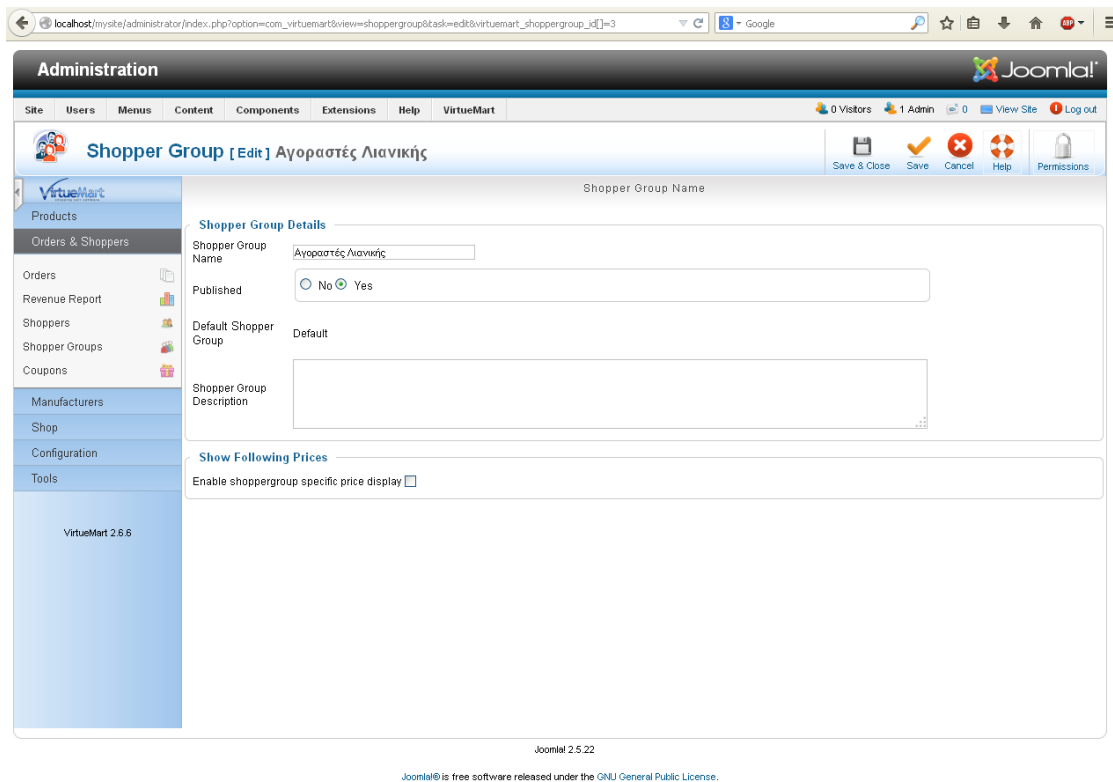 localhost/mysite/administrator/index.php?option=com_virtuemart&view=shoppergroup&task=edit&virtuemart_shoppergroup_id[]=3
Google
ABP
Administration
Joomla!
Site Users Menus Content Components Extensions Help VirtueMart
0 Visitors 1 Admin 0 View Site Log out
Shopper Group [ Edit ] Αγοραστές Λιανικής
Save & Close Save Cancel Help Permissions
VirtueMart
Shopper Group Name
Products
Orders & Shoppers
Orders
Revenue Report
Shoppers
Shopper Groups
Coupons
Manufacturers
Shop
Configuration
Tools
VirtueMart 2.6.6
Shopper Group Details
Shopper Group
Name
Αγοραστές Λιανικής
Published
No Yes
Default Shopper
Group
Default
Shopper Group
Description
Show Following Prices
Enable shoppergroup specific price display
Joomla! 2.5.22
Joomla!® is free software released under the GNU General Public License.